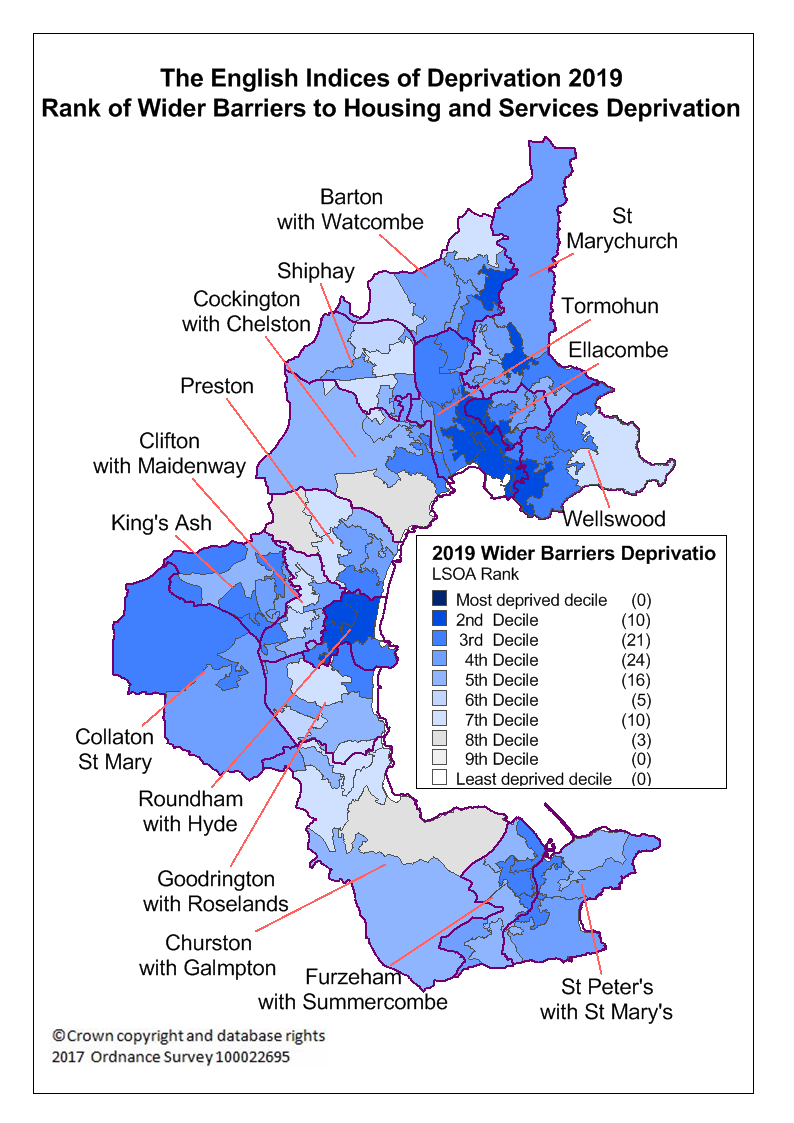 The English Indices of Deprivation 2019
Rank of Wider Barriers to Housing and Services Deprivation
Barton
with Watcombe
St
Marychurch
Shiphay
Cockington
with Chelston
Tormohun
Ellacombe
Preston
Clifton
with Maidenway
King's Ash
Wellswood
2019 Wider Barriers Deprivatio
LSOA Rank
Most deprived decile (0)
2nd Decile (10)
3rd Decile (21)
4th Decile (24)
5th Decile (16)
6th Decile (5)
7th Decile (10)
8th Decile (3)
9th Decile (0)
Least deprived decile (0)
Collaton
St Mary
Roundham
with Hyde
Goodrington
with Roselands
Churston
with Galmpton
Furzeham
with Summercombe
St Peter's
with St Mary's
©Crown copyright and database rights
2017 Ordnance Survey 100022695